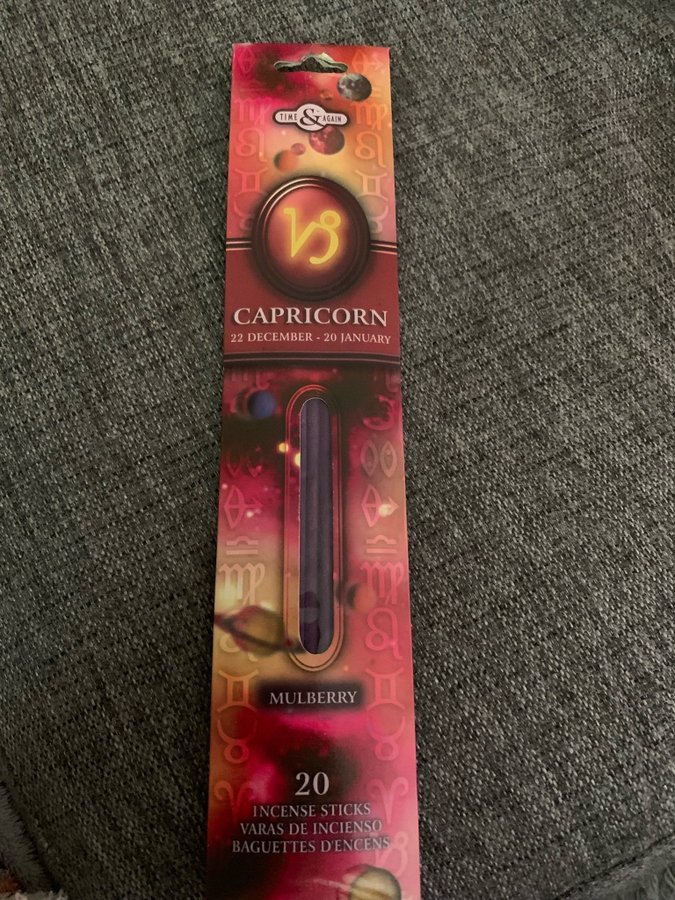 TIME & AGAIN
CAPRICORN
22 DECEMBER - 20 JANUARY
MULBERRY
20
INCENSE STICKS
VARAS DE INCIENSO
BAGUETTES D'ENCENS